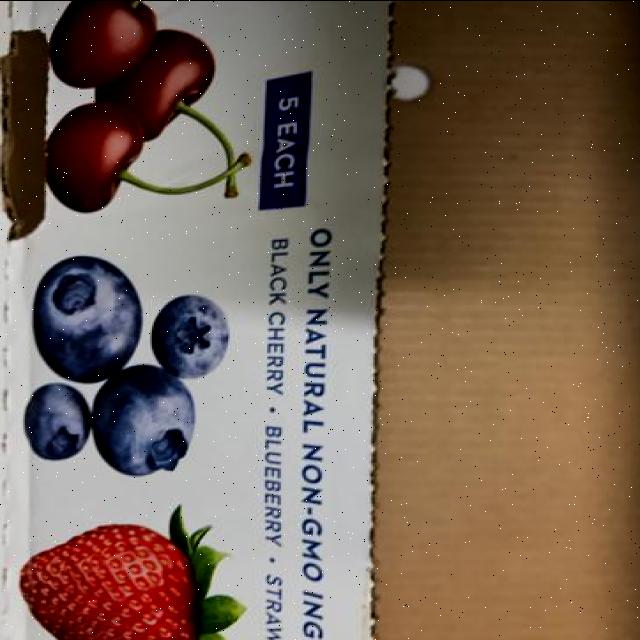 5 EACH
ONLY NATURAL NON-GMO ING
BLACK CHERRY • BLUEBERRY • STRAW